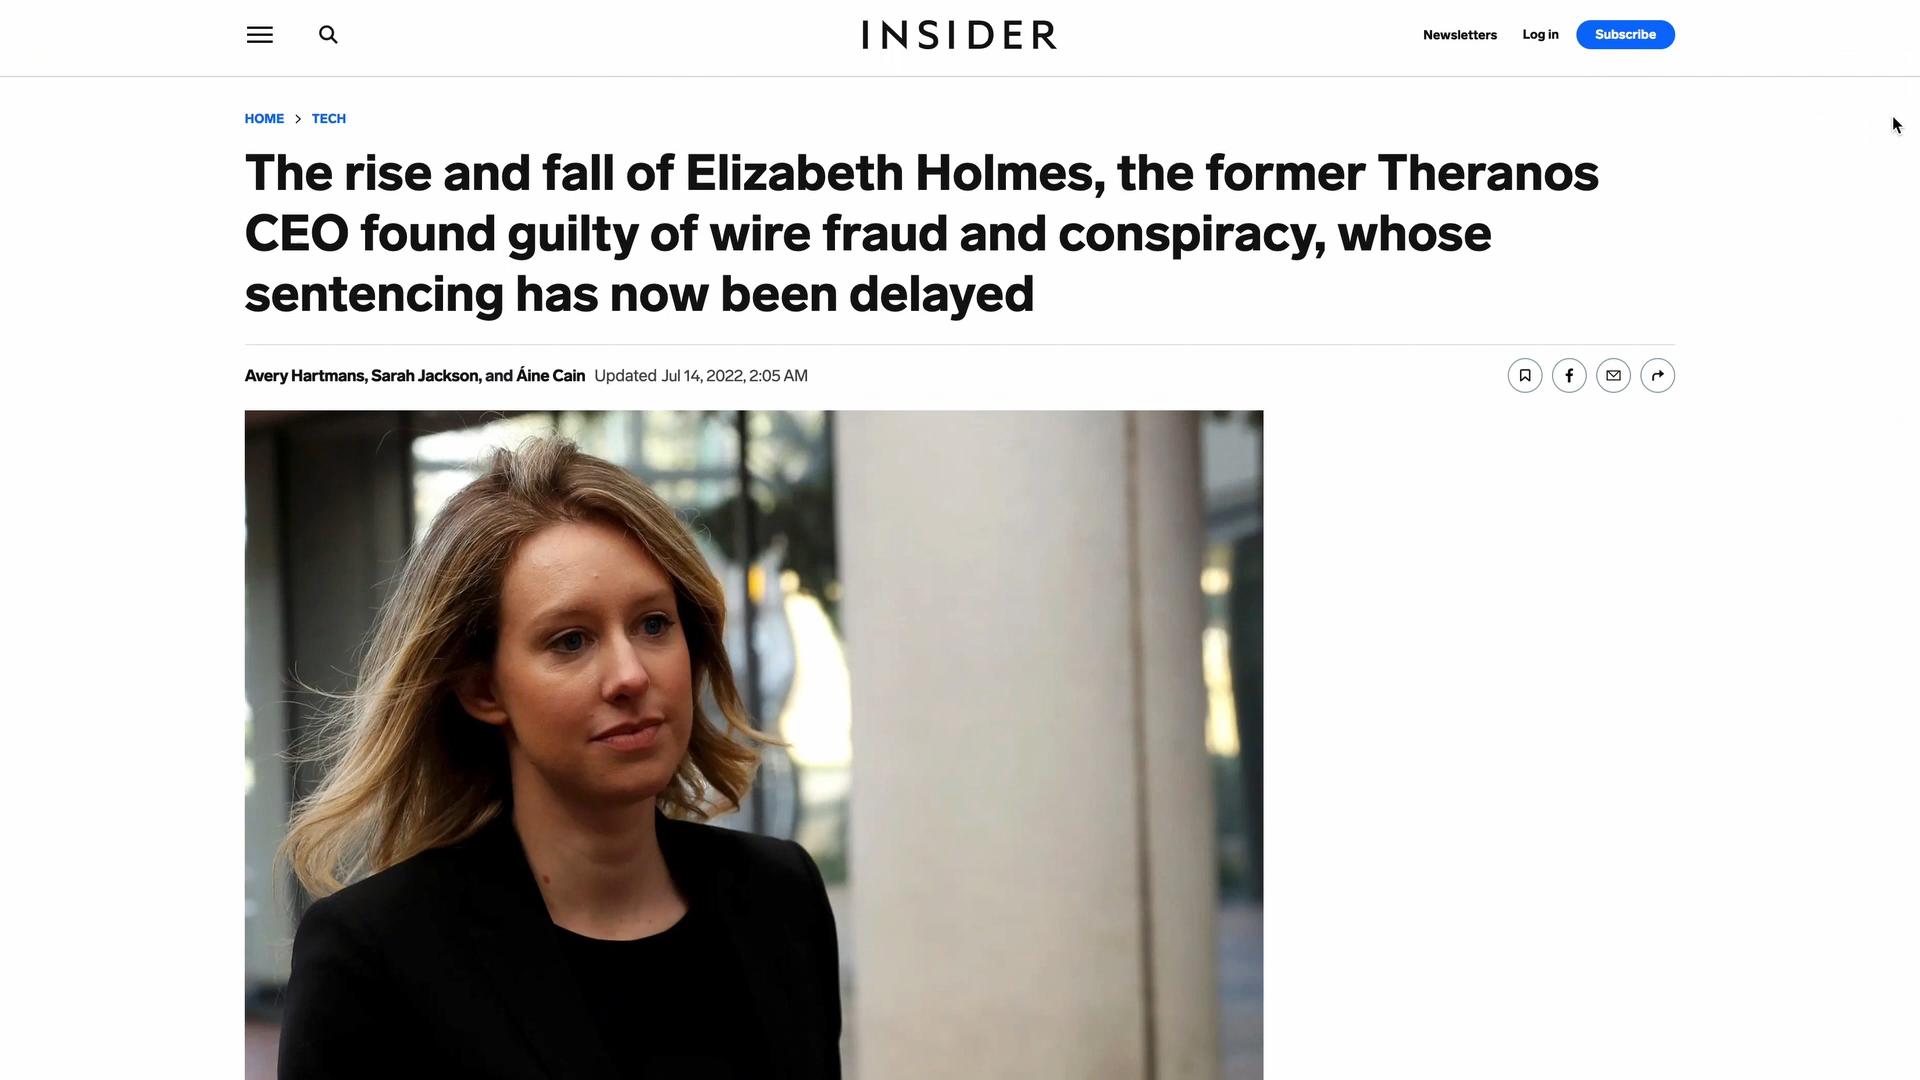 INSIDER
Newsletters Log in Subscribe
HOME > TECH
The rise and fall of Elizabeth Holmes, the former Theranos
CEO found guilty of wire fraud and conspiracy, whose
sentencing has now been delayed
Avery Hartmans, Sarah Jackson, and Áine Cain Updated Jul 14, 2022, 2:05 AM